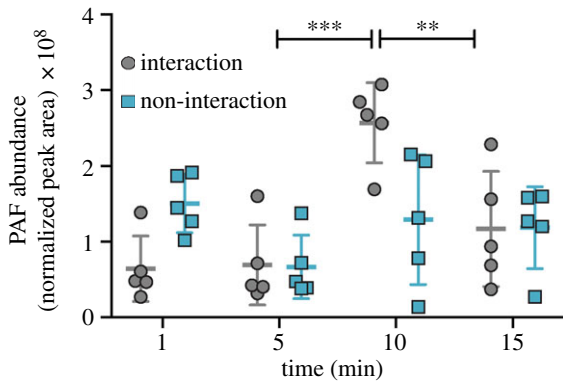 *** **
4
3
2
1
0
PAF abundance
(normalized peak area) × 10⁸
interaction
non-interaction
1 5 10 15
time (min)